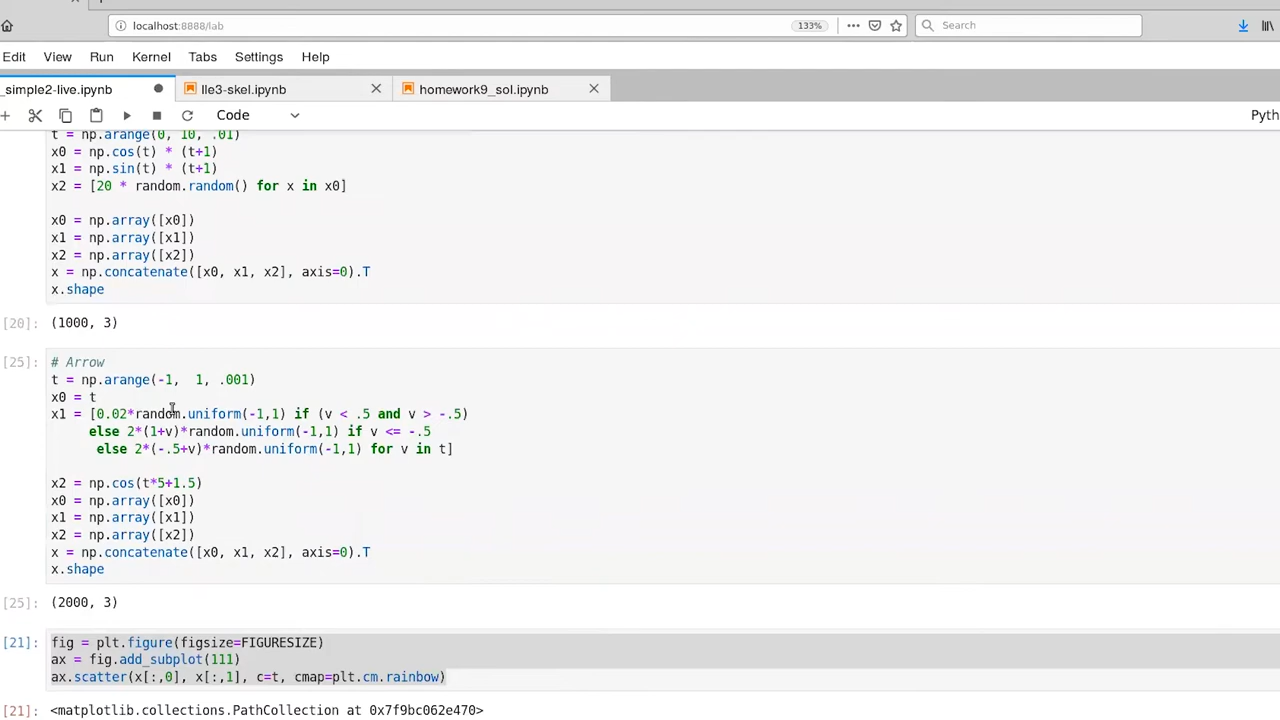 localhost:8888/lab
133%
Search
Edit View Run Kernel Tabs Settings Help
_simple2-live.ipynb
lle3-skel.ipynb
homework9_sol.ipynb
Code
Pyth
t = np.arange(0, 10, .01)
x0 = np.cos(t) * (t+1)
x1 = np.sin(t) * (t+1)
x2 = [20 * random.random() for x in x0]
x0 = np.array([x0])
x1 = np.array([x1])
x2 = np.array([x2])
x = np.concatenate([x0, x1, x2], axis=0).T
x.shape
[20]: (1000, 3)
[25]: # Arrow
t = np.arange(-1, 1, .001)
x0 = t
x1 = [0.02*random.uniform(-1,1) if (v < .5 and v > -.5)
else 2*(1+v)*random.uniform(-1,1) if v <= -.5
else 2*(-.5+v)*random.uniform(-1,1) for v in t]
x2 = np.cos(t*5+1.5)
x0 = np.array([x0])
x1 = np.array([x1])
x2 = np.array([x2])
x = np.concatenate([x0, x1, x2], axis=0).T
x.shape
[25]: (2000, 3)
[21]: fig = plt.figure(figsize=FIGURESIZE)
ax = fig.add_subplot(111)
ax.scatter(x[:,0], x[:,1], c=t, cmap=plt.cm.rainbow)
[21]: <matplotlib.collections.PathCollection at 0x7f9bc062e470>